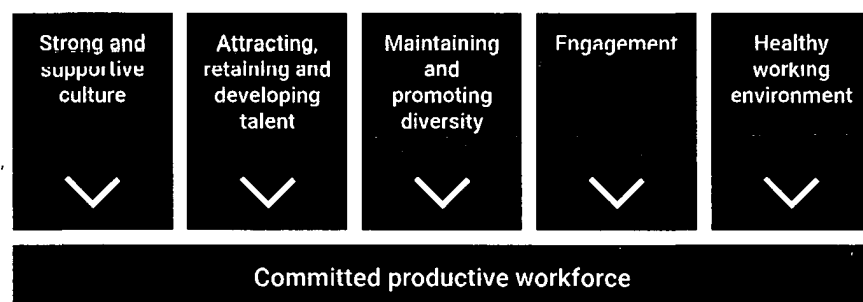 Strong and
supportive
culture
Attracting,
retaining and
developing
talent
Maintaining
and
promoting
diversity
Engagement
Healthy
working
environment
Committed productive workforce